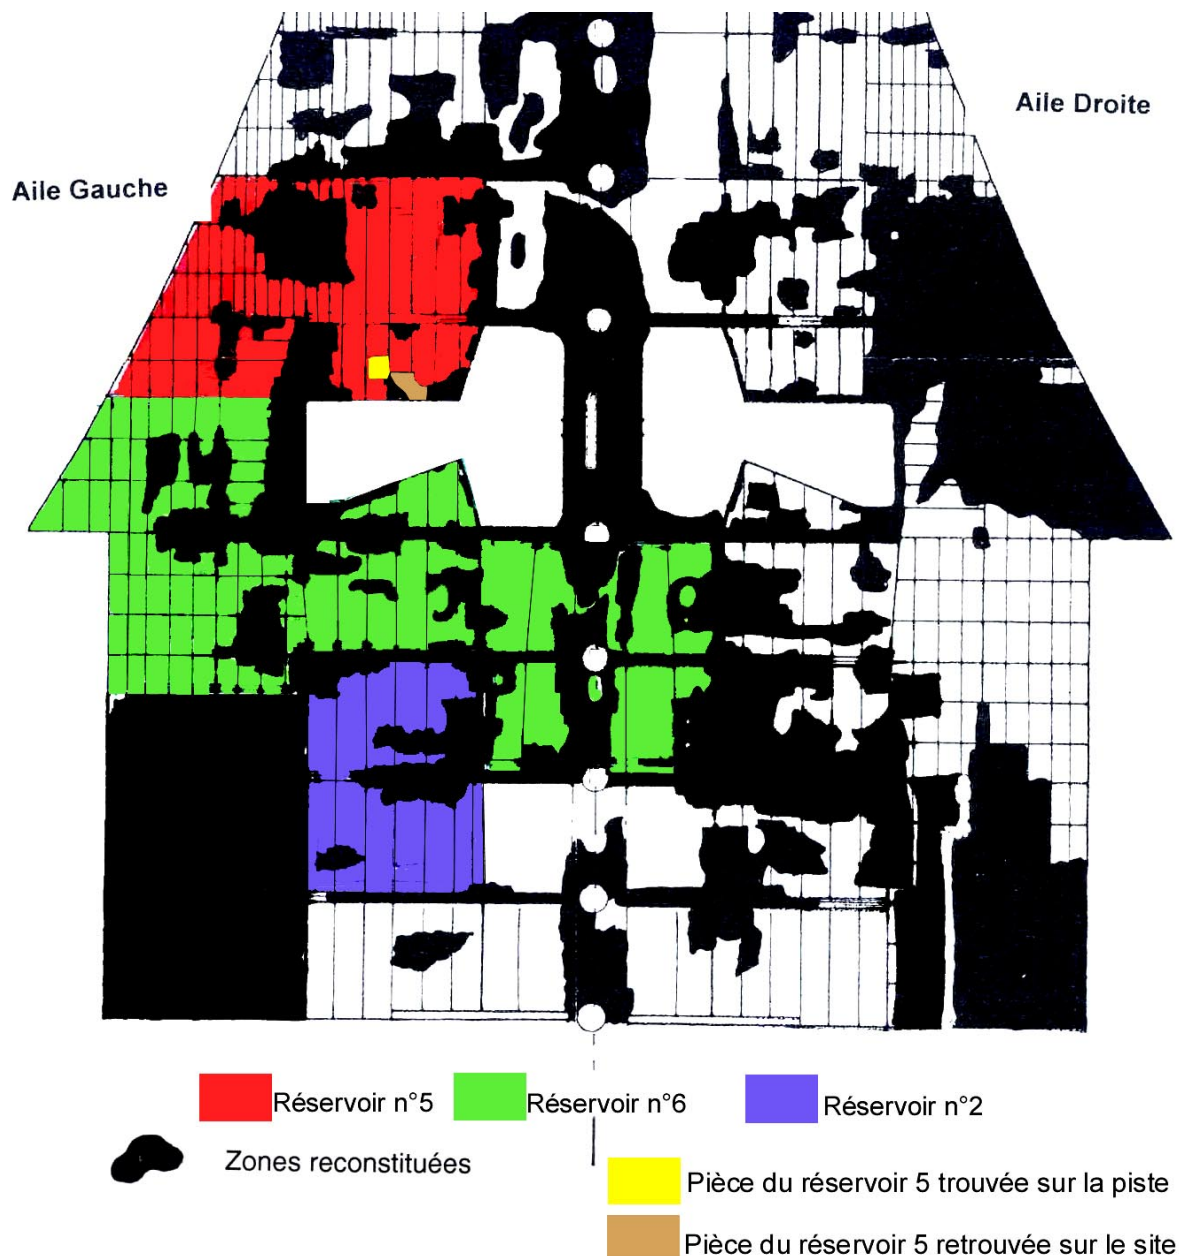 Aile Droite
Aile Gauche
Réservoir n°5
Réservoir n°6
Réservoir n°2
Zones reconstituées
Pièce du réservoir 5 trouvée sur la piste
Pièce du réservoir 5 retrouvée sur le site